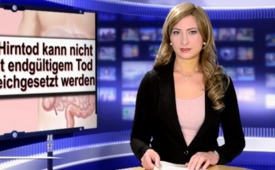 Hirntod kann nicht
t endgültigem Tod
eichgesetzt werden